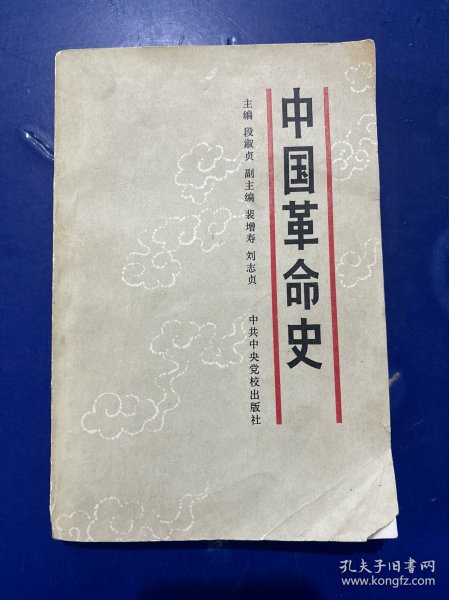 中国革命史
主编 段淑贞 副主编 裴增寿 刘志贞
中共中央党校出版社
孔夫子旧书网
www.kongfz.com